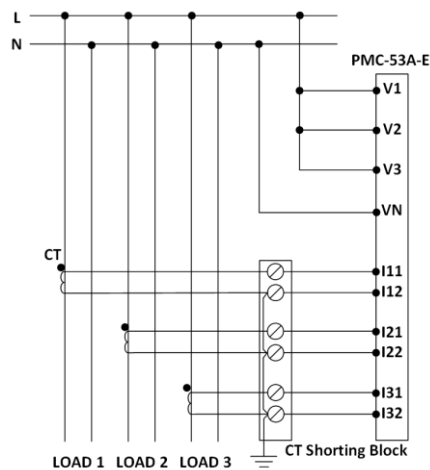 L
N
PMC-53A-E
V1
V2
V3
VN
CT
I11
I12
I21
I22
I31
I32
CT Shorting Block
LOAD 1 LOAD 2 LOAD 3